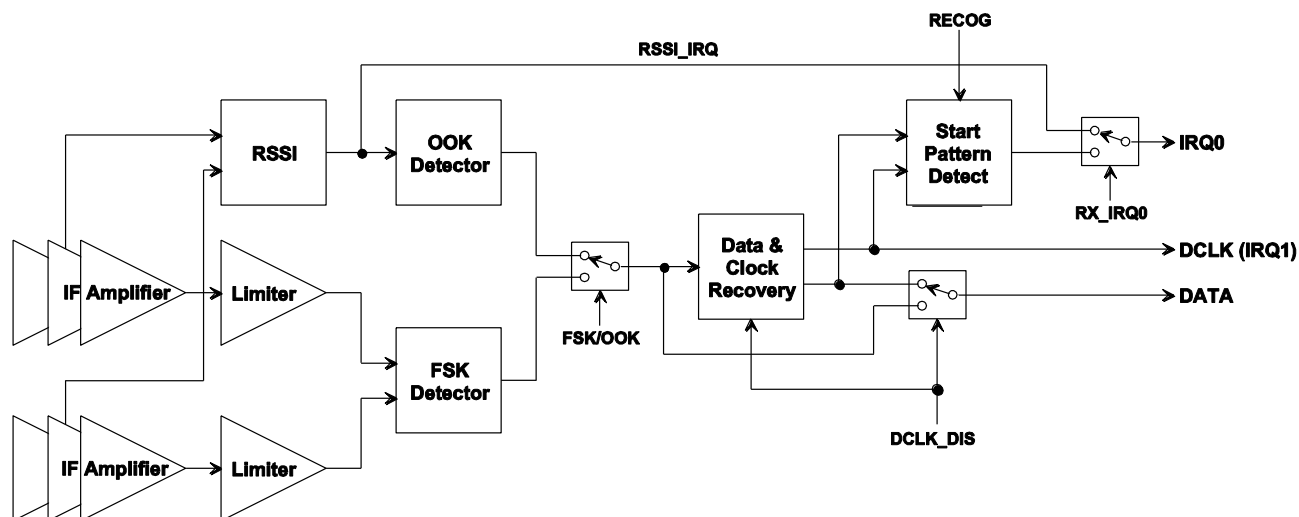 RECOG
RSSI_IRQ
RSSI
OOK
Detector
Start
Pattern
Detect
IRQ0
RX_IRQ0
IF Amplifier
Limiter
Data &
Clock
Recovery
DCLK (IRQ1)
DATA
FSK/OOK
FSK
Detector
DCLK_DIS
IF Amplifier
Limiter